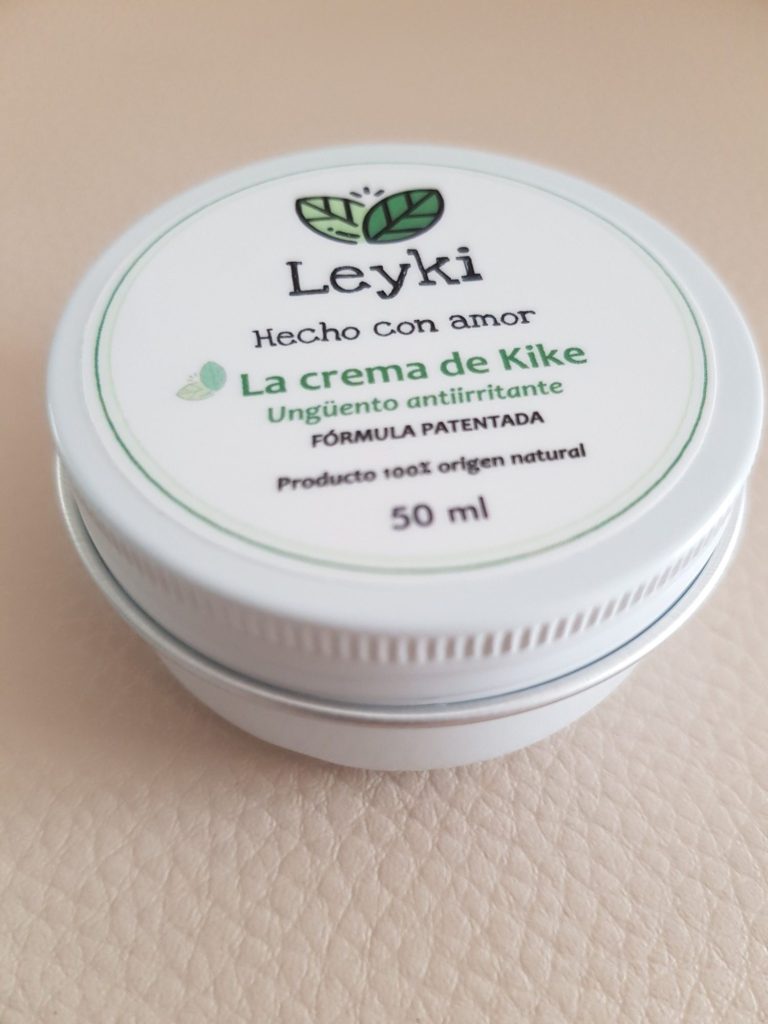 Leyki
Hecho con amor
La crema de Kike
Ungüento antiirritante
FÓRMULA PATENTADA
Producto 100% origen natural
50 ml